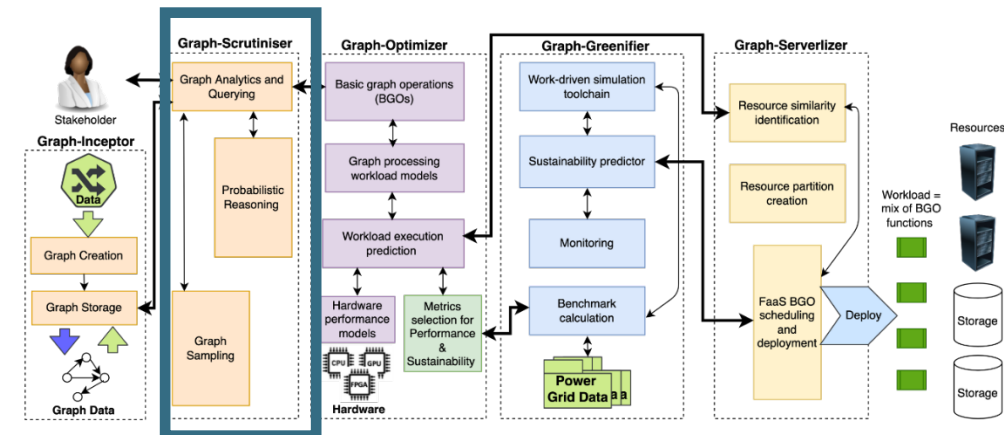 Graph-Scrutiniser
Graph-Optimizer
Graph-Greenifier
Graph-Serverlizer
Stakeholder
Graph-Inceptor
Data
Graph Creation
Graph Storage
Graph Data
Graph Analytics and
Querying
Probabilistic
Reasoning
Graph
Sampling
Basic graph operations
(BGOs)
Graph processing
workload models
Workload execution
prediction
Hardware
performance
models
CPU
GPU
FPGA
Hardware
Metrics
selection for
Performance
&
Sustainability
Work-driven simulation
toolchain
Sustainability predictor
Monitoring
Benchmark
calculation
Power
Grid Data
a a
Resource similarity
identification
Resource partition
creation
FaaS BGO
scheduling
and
deployment
Deploy
Workload =
mix of BGO
functions
Resources
Storage
Storage